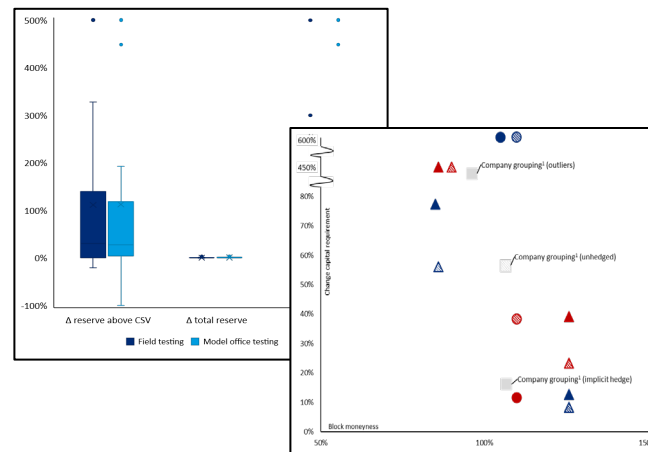 500%
400%
300%
200%
100%
0%
-100%
Δ reserve above CSV
Δ total reserve
Field testing
Model office testing
600%
450%
80%
70%
60%
50%
40%
30%
20%
10%
0%
Change capital requirement
Company grouping¹ (outliers)
Company grouping¹ (unhedged)
Company grouping¹ (implicit hedge)
Block moneyness
50%
100%